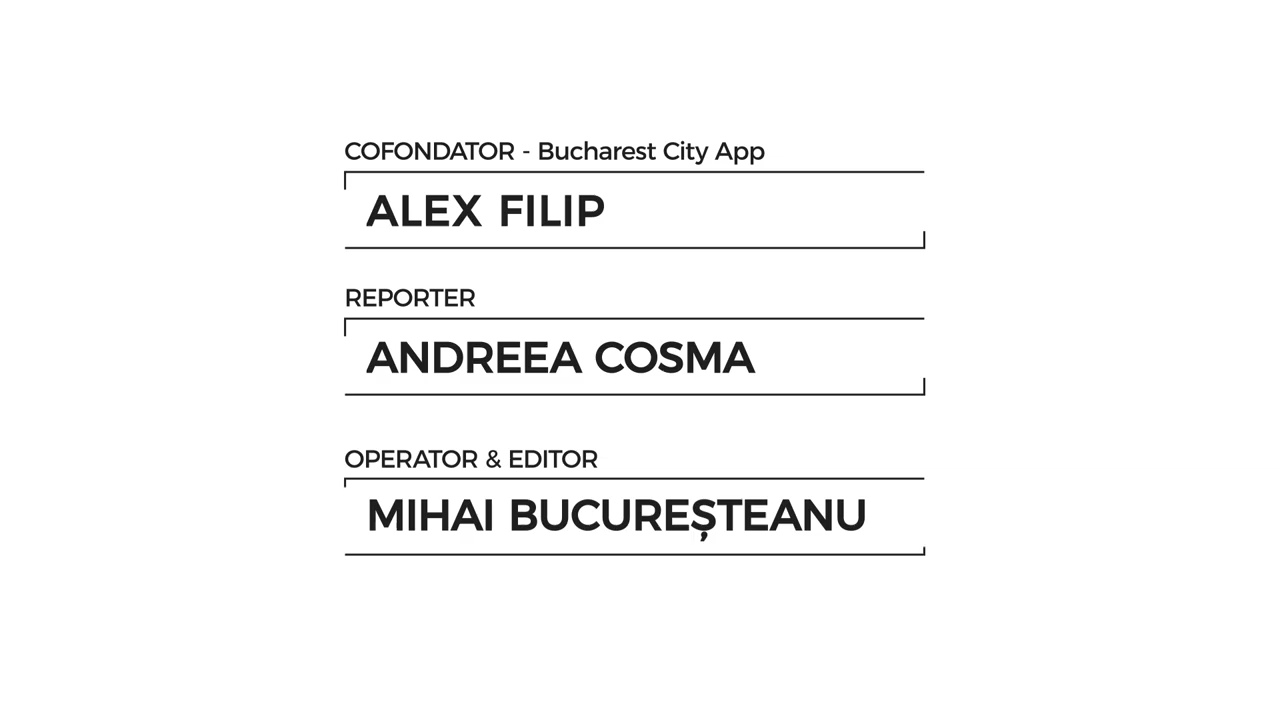 COFONDATOR - Bucharest City App
ALEX FILIP
REPORTER
ANDREEA COSMA
OPERATOR & EDITOR
MIHAI BUCUREȘTEANU